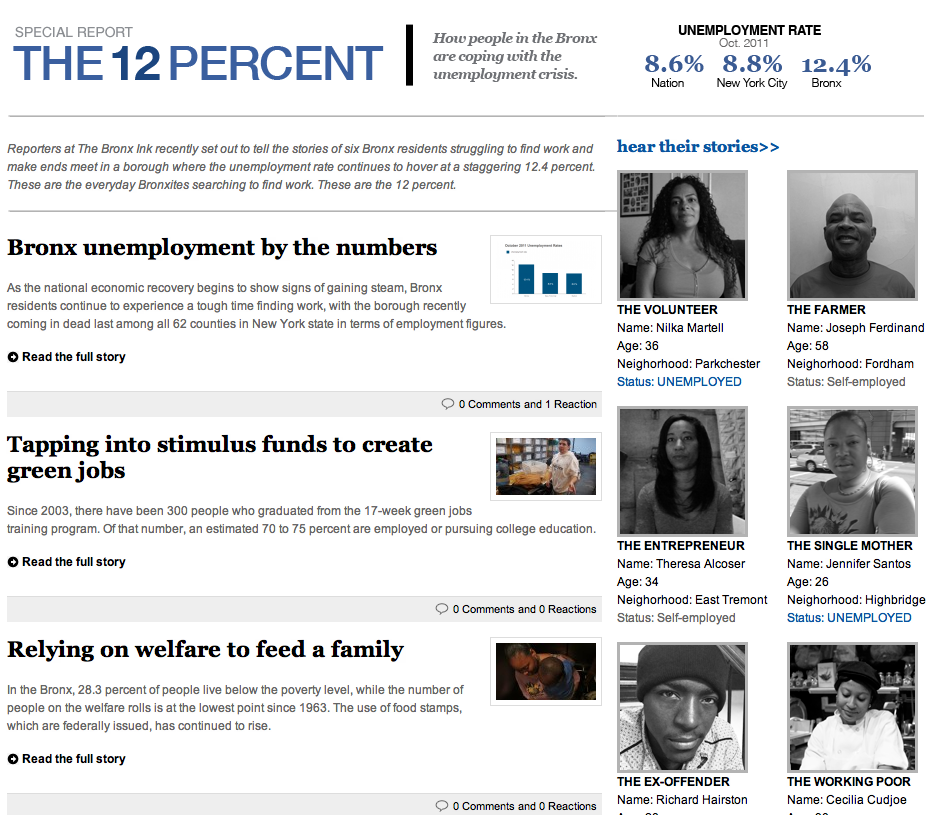 SPECIAL REPORT
THE 12 PERCENT
How people in the Bronx
are coping with the
unemployment crisis.
UNEMPLOYMENT RATE
Oct. 2011
8.6% 8.8% 12.4%
Nation New York City Bronx
Reporters at The Bronx Ink recently set out to tell the stories of six Bronx residents struggling to find work and
make ends meet in a borough where the unemployment rate continues to hover at a staggering 12.4 percent.
These are the everyday Bronxites searching to find work. These are the 12 percent.
Bronx unemployment by the numbers
October 2011 Unemployment Rates
As the national economic recovery begins to show signs of gaining steam, Bronx
residents continue to experience a tough time finding work, with the borough recently
coming in dead last among all 62 counties in New York state in terms of employment figures.
Read the full story
0 Comments and 1 Reaction
Tapping into stimulus funds to create
green jobs
Since 2003, there have been 300 people who graduated from the 17-week green jobs
training program. Of that number, an estimated 70 to 75 percent are employed or pursuing college education.
Read the full story
0 Comments and 0 Reactions
Relying on welfare to feed a family
In the Bronx, 28.3 percent of people live below the poverty level, while the number of
people on the welfare rolls is at the lowest point since 1963. The use of food stamps,
which are federally issued, has continued to rise.
Read the full story
0 Comments and 0 Reactions
hear their stories>>
THE VOLUNTEER
Name: Nilka Martell
Age: 36
Neighorhood: Parkchester
Status: UNEMPLOYED
THE FARMER
Name: Joseph Ferdinand
Age: 58
Neighorhood: Fordham
Status: Self-employed
THE ENTREPRENEUR
Name: Theresa Alcoser
Age: 34
Neighorhood: East Tremont
Status: Self-employed
THE SINGLE MOTHER
Name: Jennifer Santos
Age: 26
Neighorhood: Highbridge
Status: UNEMPLOYED
THE EX-OFFENDER
Name: Richard Hairston
THE WORKING POOR
Name: Cecilia Cudjoe